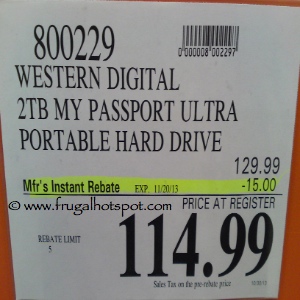 800229
0000008 002297
WESTERN DIGITAL
2TB MY PASSPORT ULTRA
PORTABLE HARD DRIVE
129.99
Mfr's Instant Rebate EXP. 11/20/13 -15.00
© www.frugalhotspot.com
PRICE AT REGISTER
REBATE LIMIT
5
114.99
Sales Tax on the pre-rebate price